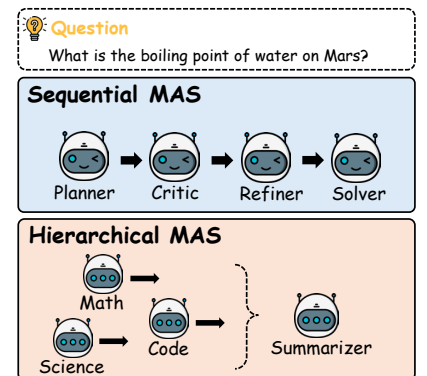 Question
What is the boiling point of water on Mars?
Sequential MAS
Planner Critic Refiner Solver
Hierarchical MAS
Math
Science Code Summarizer